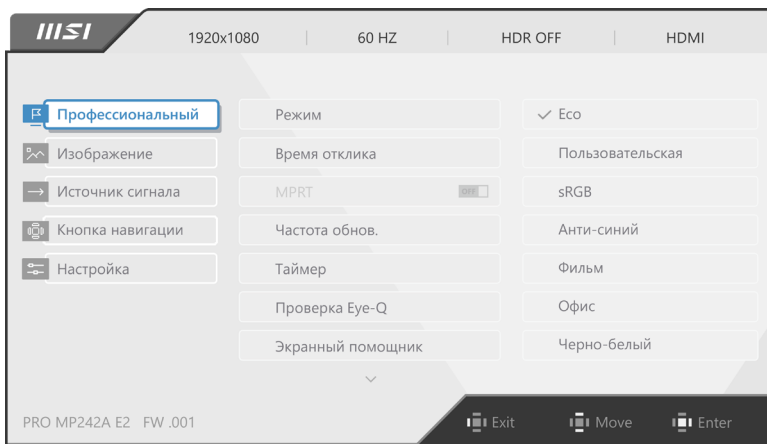 msi 1920x1080 60 HZ HDR OFF HDMI
Профессиональный Режим Eco
Изображение Время отклика Пользовательская
Источник сигнала MPRT OFF sRGB
Кнопка навигации Частота обнов. Анти-синий
Настройка Таймер Фильм
Проверка Eye-Q Офис
Экранный помощник Черно-белый
PRO MP242A E2 FW .001 Exit Move Enter